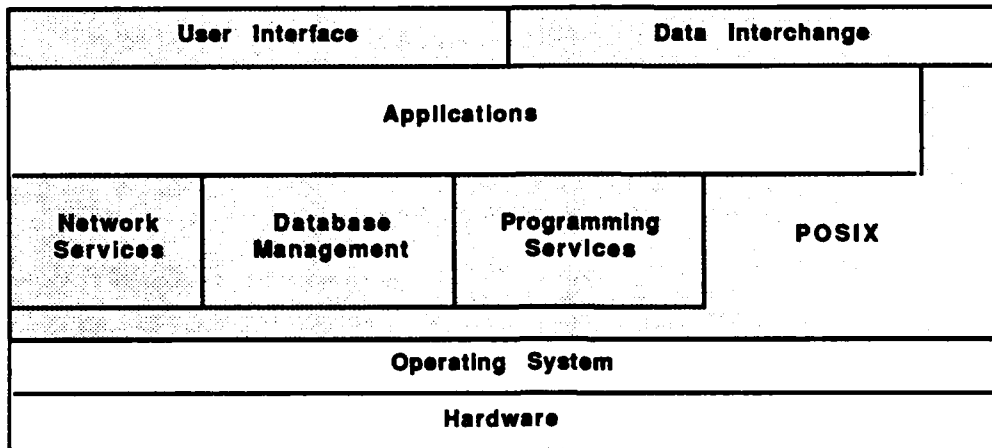 User Interface
Data Interchange
Applications
Network
Services
Database
Management
Programming
Services
POSIX
Operating System
Hardware